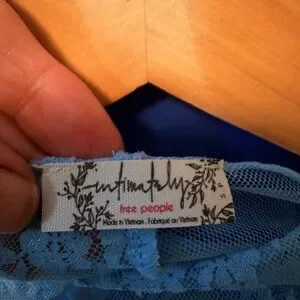 intimately
free people
Made in Vietnam . Fabriqué au Vietnam